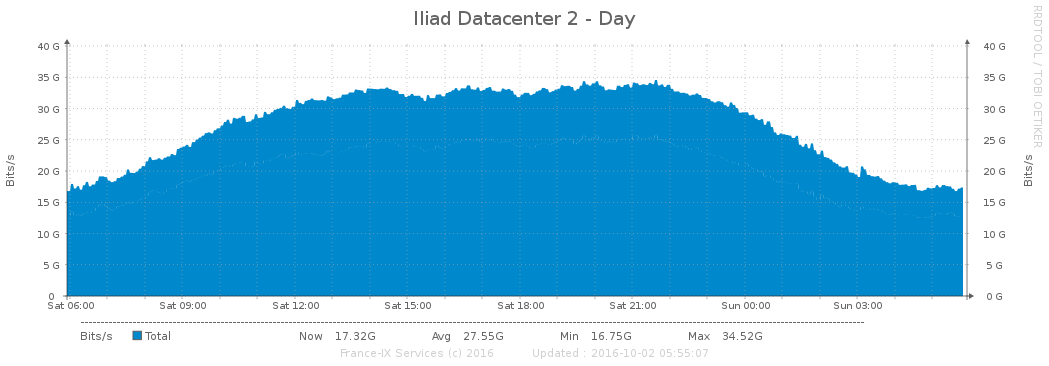 Iliad Datacenter 2 - Day
RRDTOOL / TOBI OETIKER
Bits/s
40 G 40 G
35 G 35 G
30 G 30 G
25 G 25 G
20 G 20 G
15 G 15 G
10 G 10 G
5 G 5 G
0 0 G
Bits/s
Sat 06:00 Sat 09:00 Sat 12:00 Sat 15:00 Sat 18:00 Sat 21:00 Sun 00:00 Sun 03:00
Bits/s Total Now 17.32G Avg 27.55G Min 16.75G Max 34.52G
France-IX Services (c) 2016 Updated : 2016-10-02 05:55:07